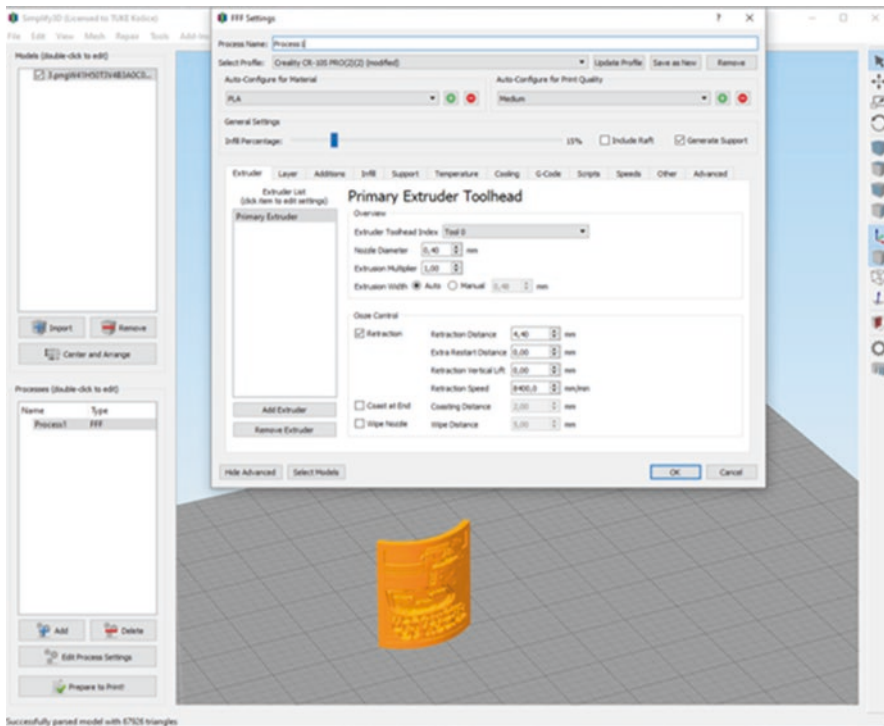 Simplify3D (Licensed to TUKE Košice)
File Edit View Mesh Repair Tools Add-Ins
Models (double-click to edit)
Import Remove
Center and Arrange
Processes (double-click to edit)
Name Type
Process1 FFF
Add Delete
Edit Process Settings
Prepare to Print!
Successfully parsed model with 67926 triangles
FFF Settings ? X
Process Name: Process1
Select Profile: Creality CR-10S PRO(2)(2) (modified) Update Profile Save as New Remove
Auto-Configure for Material Auto-Configure for Print Quality
PLA Medium
General Settings
Infill Percentage: 15% Include Raft Generate Support
Extruder Layer Additions Infill Support Temperature Cooling G-Code Scripts Speeds Other Advanced
Extruder List
(click item to edit settings)
Primary Extruder
Add Extruder
Remove Extruder
Primary Extruder Toolhead
Overview
Extruder Toolhead Index Tool 0
Nozzle Diameter 0,40 mm
Extrusion Multiplier 1,00
Extrusion Width Auto Manual 0,40 mm
Ooze Control
Retraction Retraction Distance 4,40 mm
Extra Restart Distance 0,00 mm
Retraction Vertical Lift 0,00 mm
Retraction Speed 8400,0 mm/min
Coast at End Coasting Distance 2,00 mm
Wipe Nozzle Wipe Distance 5,00 mm
Hide Advanced Select Models OK Cancel